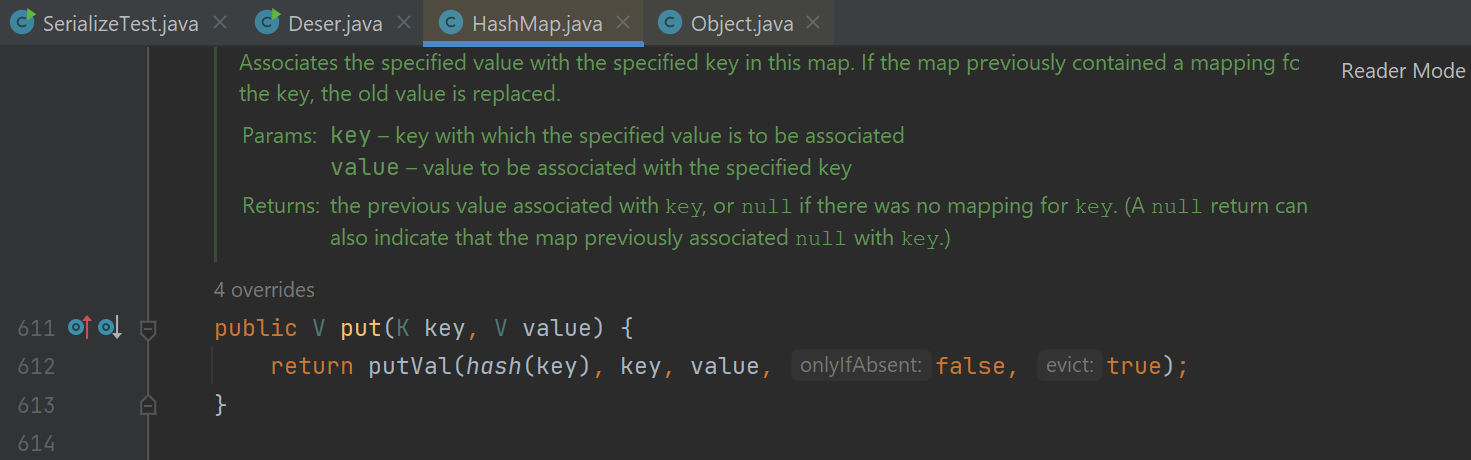 SerializeTest.java Deser.java HashMap.java Object.java
Associates the specified value with the specified key in this map. If the map previously contained a mapping fo
Reader Mode
the key, the old value is replaced.
Params: key – key with which the specified value is to be associated
value – value to be associated with the specified key
Returns: the previous value associated with key, or null if there was no mapping for key. (A null return can
also indicate that the map previously associated null with key.)
4 overrides
611 public V put(K key, V value) {
612 return putVal(hash(key), key, value, onlyIfAbsent: false, evict: true);
613 }
614